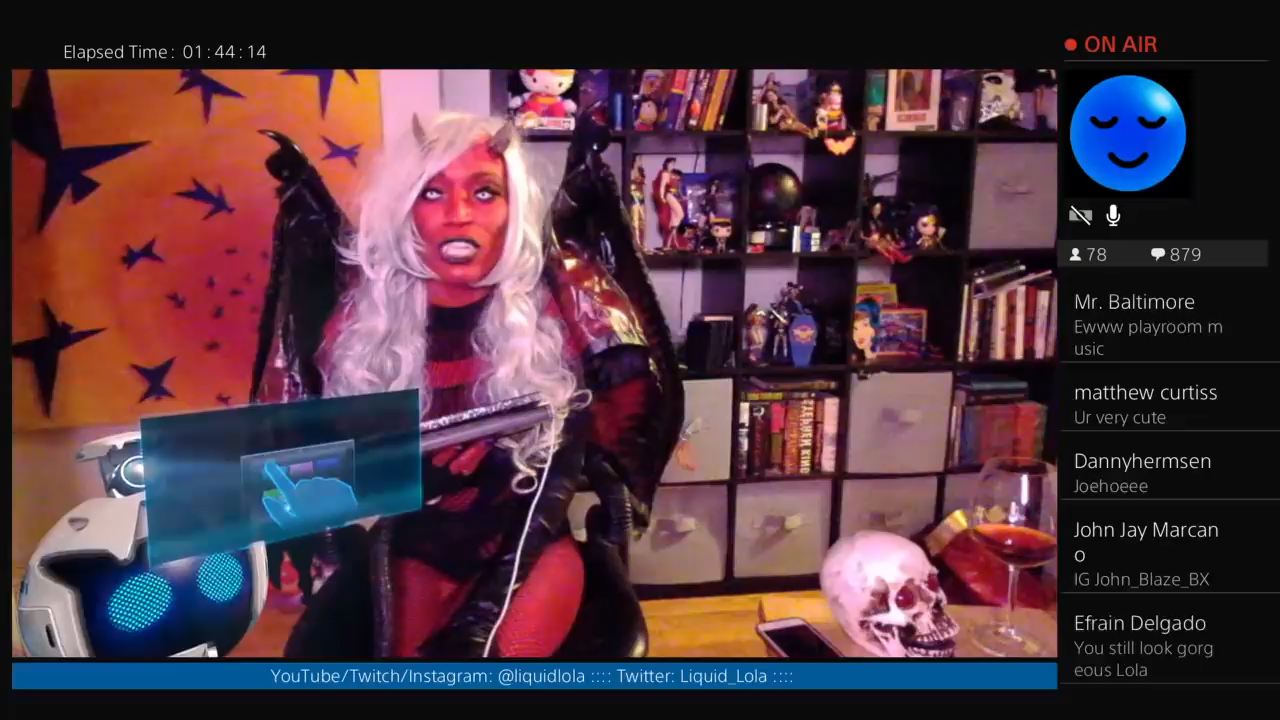 Elapsed Time: 01:44:14
ON AIR
78 879
Mr. Baltimore
Ewww playroom m
usic
matthew curtiss
Ur very cute
Dannyhermsen
Joehoeee
John Jay Marcan
o
IG John_Blaze_BX
Efrain Delgado
You still look gorg
eous Lola
STEPHEN KING
YouTube/Twitch/Instagram: @liquidlola :::: Twitter: Liquid_Lola ::::